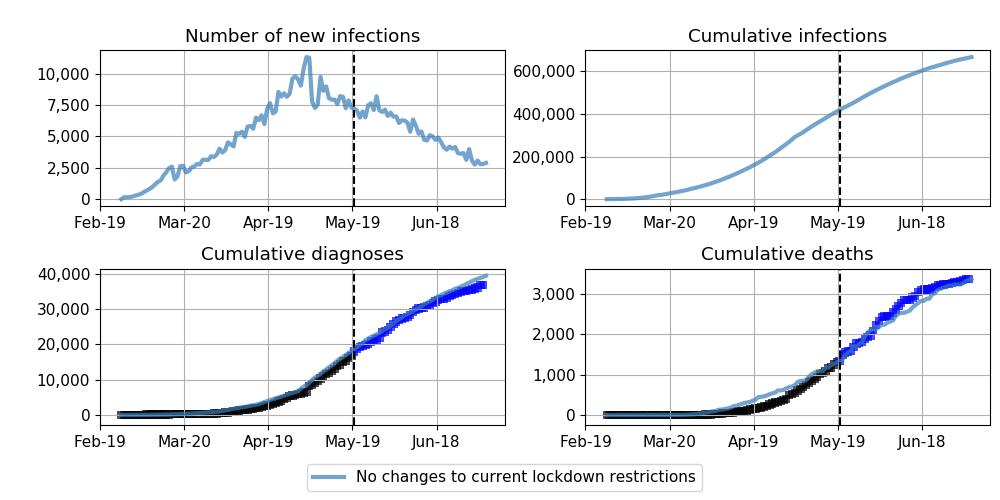 Number of new infections
10,000
7,500
5,000
2,500
0
Feb-19 Mar-20 Apr-19 May-19 Jun-18
Cumulative infections
600,000
400,000
200,000
0
Feb-19 Mar-20 Apr-19 May-19 Jun-18
Cumulative diagnoses
40,000
30,000
20,000
10,000
0
Feb-19 Mar-20 Apr-19 May-19 Jun-18
Cumulative deaths
3,000
2,000
1,000
0
Feb-19 Mar-20 Apr-19 May-19 Jun-18
No changes to current lockdown restrictions